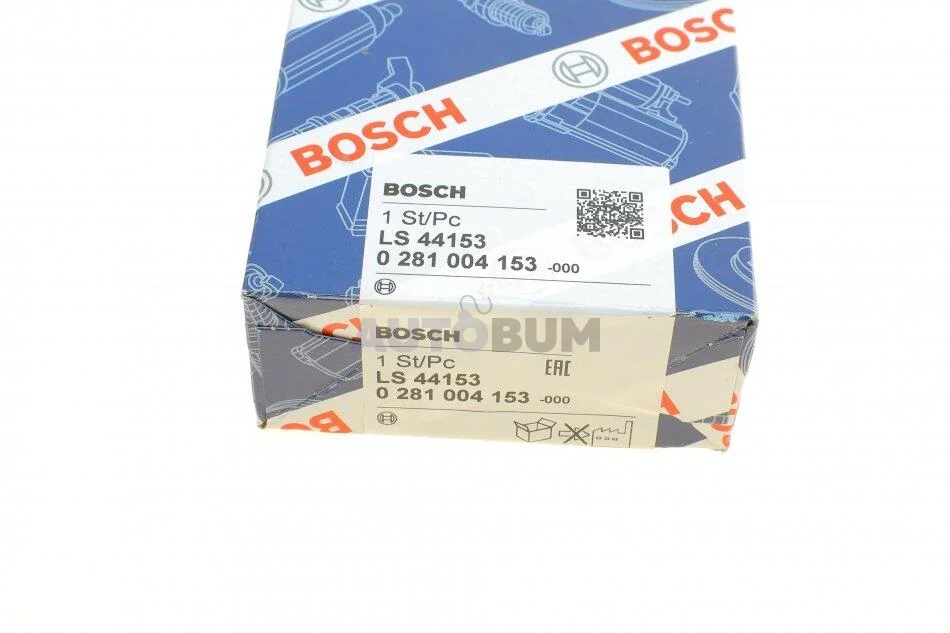 BOSCH
BOSCH
BOSCH
1 St/Pc
LS 44153
0 281 004 153 -000
AUTOBUM
BOSCH
1 St/Pc
EAC
LS 44153
0 281 004 153 -000